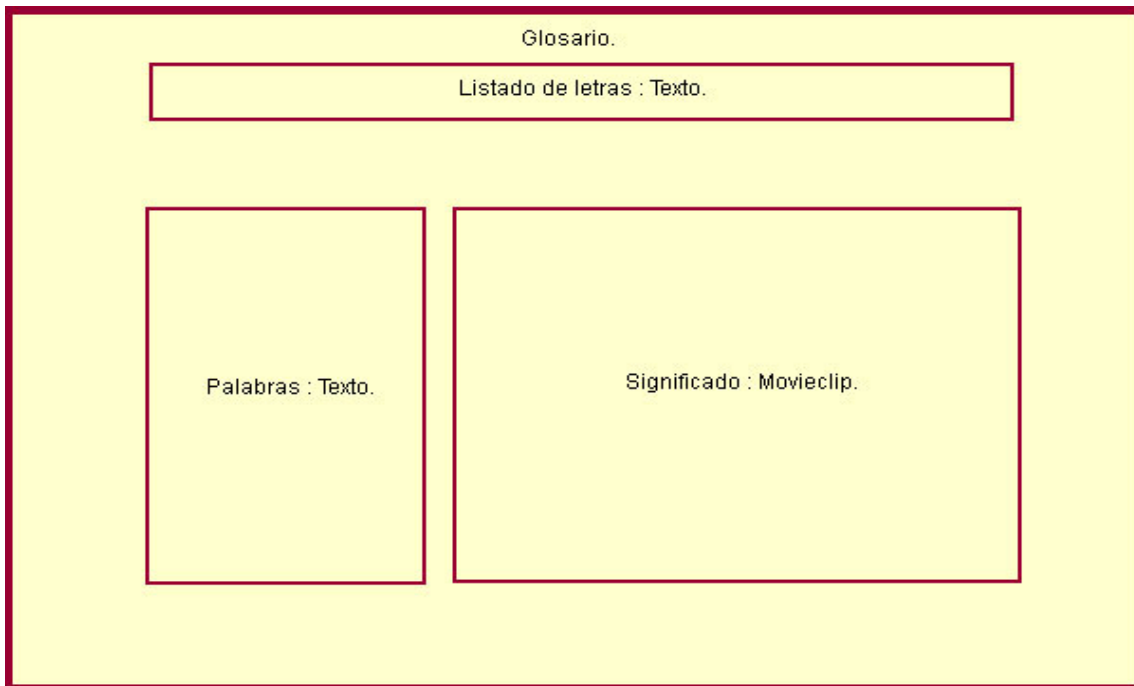 Glosario.
Listado de letras : Texto.
Palabras : Texto.
Significado : Movieclip.